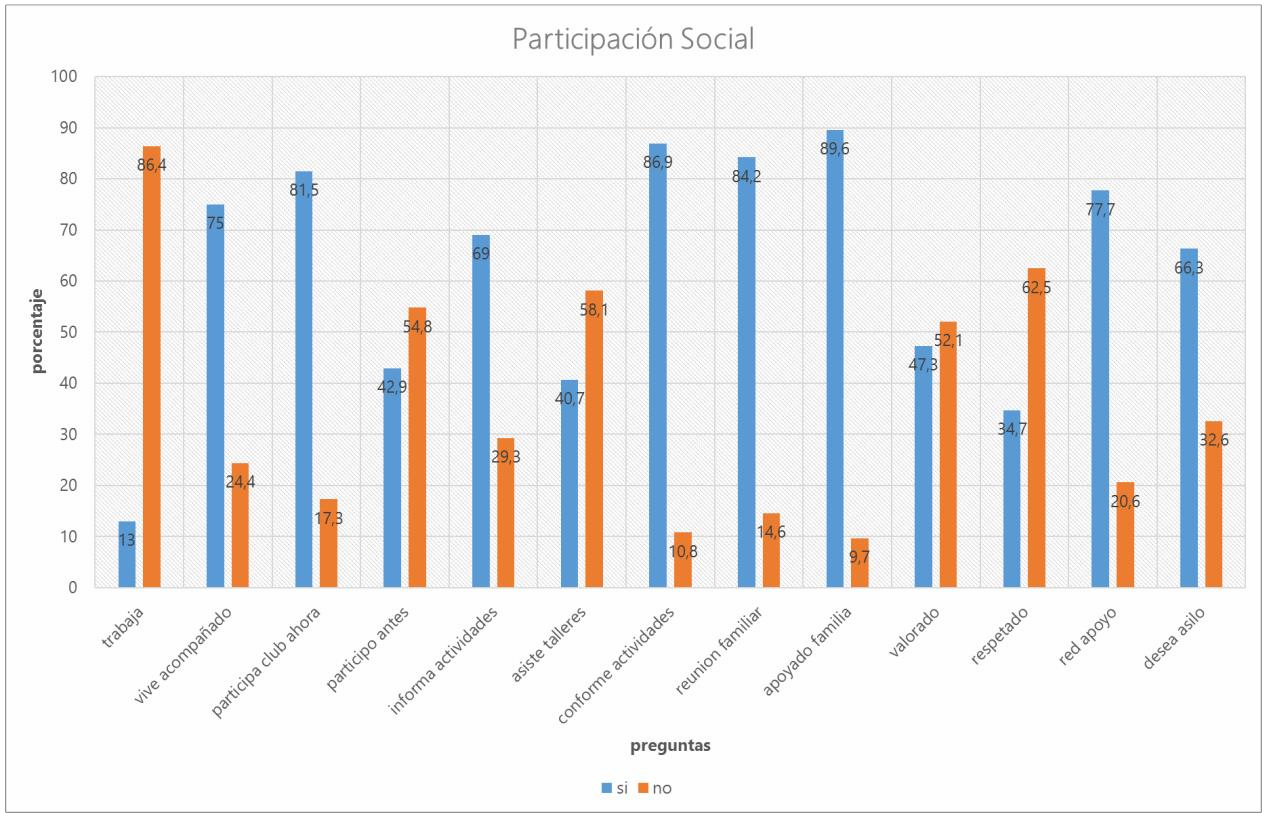 Participación Social
100
90
80
70
60
50
40
30
20
10
0
porcentaje
13
86,4
75
24,4
81,5
17,3
42,9
54,8
69
29,3
40,7
58,1
86,9
10,8
84,2
14,6
89,6
9,7
47,3
52,1
34,7
62,5
77,7
20,6
66,3
32,6
trabaja
vive acompañado
participa club ahora
participo antes
informa actividades
asiste talleres
conforme actividades
reunion familiar
apoyado familia
valorado
respetado
red apoyo
desea asilo
preguntas
si no